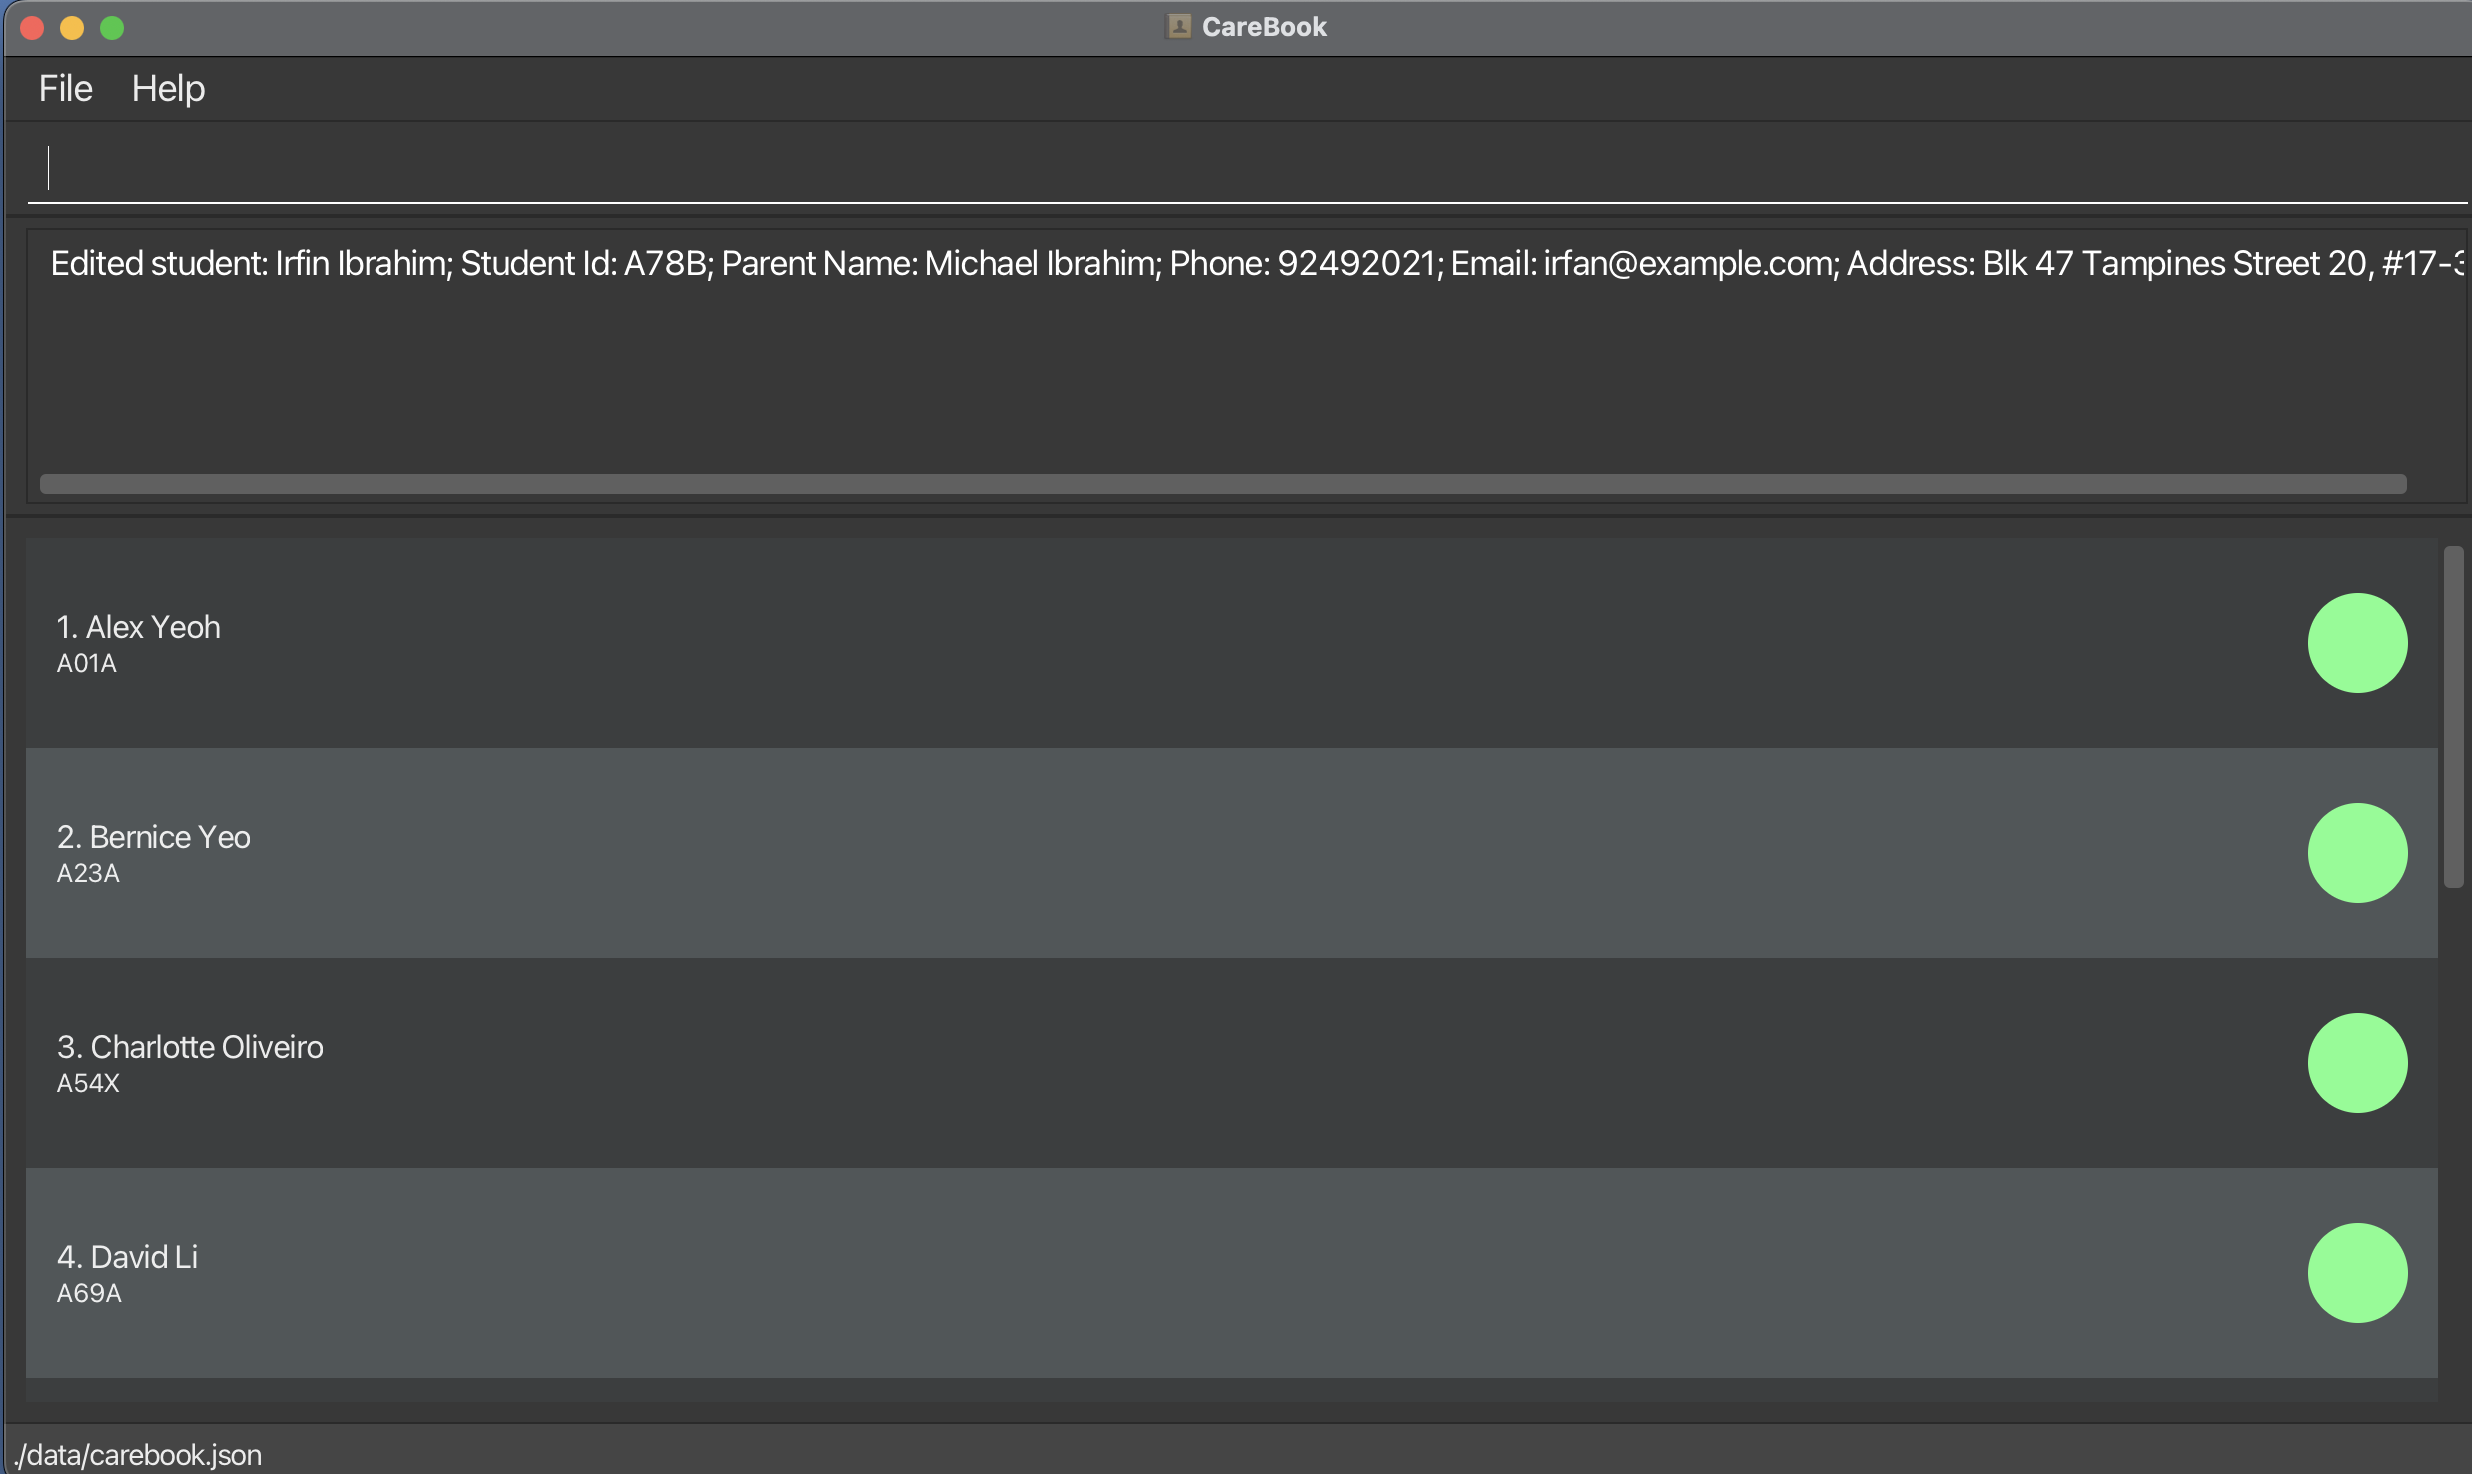 CareBook
File Help
Edited student: Irfin Ibrahim; Student Id: A78B; Parent Name: Michael Ibrahim; Phone: 92492021; Email: irfan@example.com; Address: Blk 47 Tampines Street 20, #17-3
1. Alex Yeoh
A01A
2. Bernice Yeo
A23A
3. Charlotte Oliveiro
A54X
4. David Li
A69A
./data/carebook.json